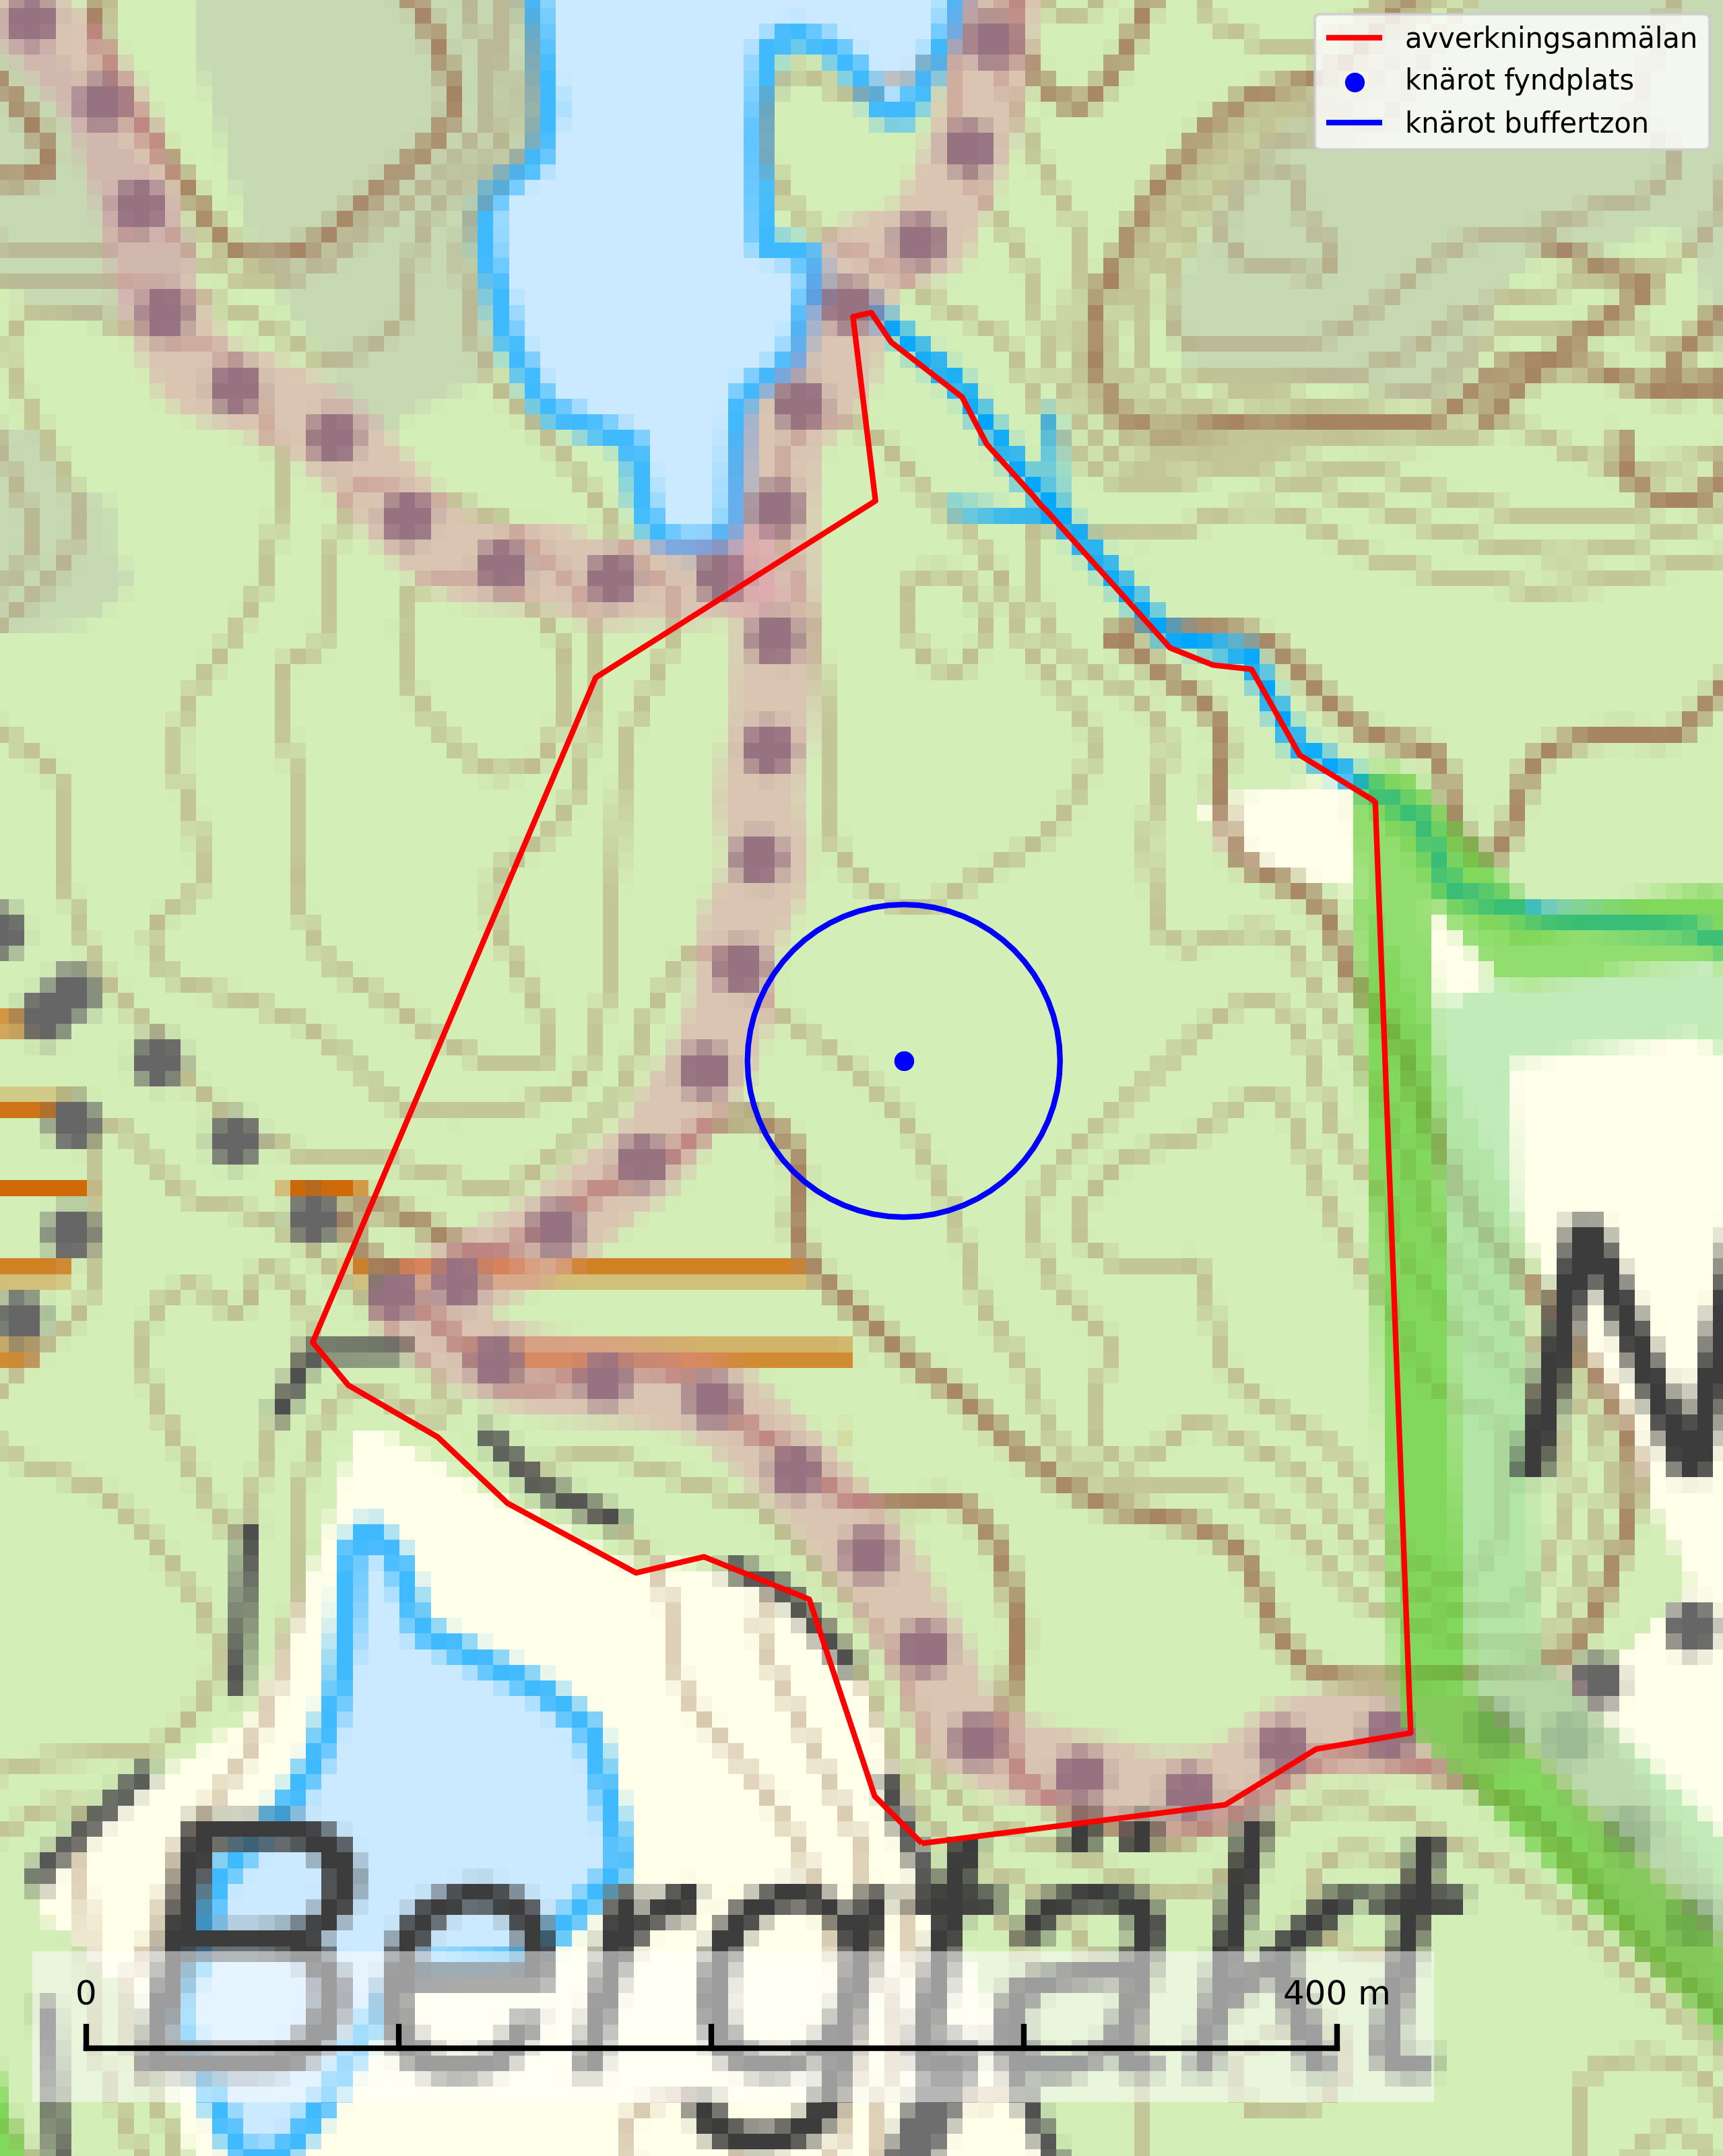 avverkningsanmälan
knärot fyndplats
knärot buffertzon
M
Bergtäkt
0 400 m